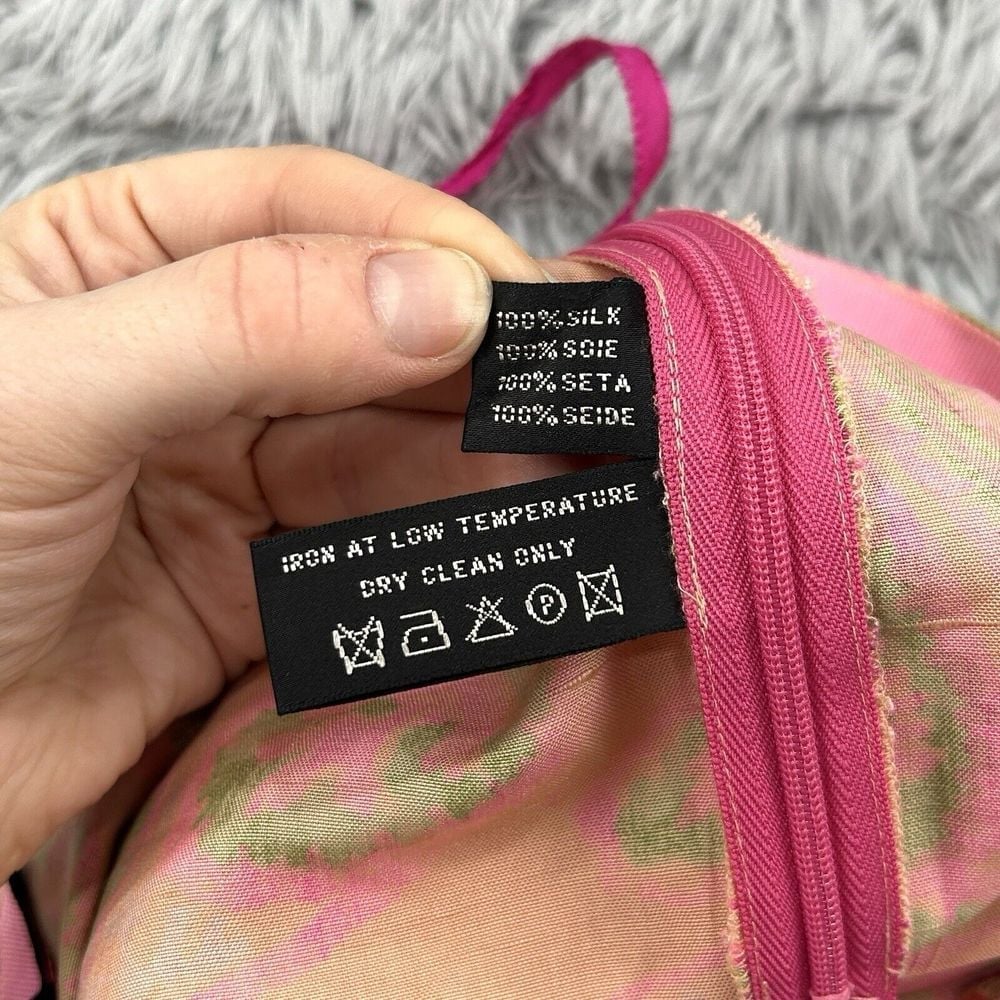 100% SILK
100% SOIE
100% SETA
100% SEIDE
IRON AT LOW TEMPERATURE
DRY CLEAN ONLY
P